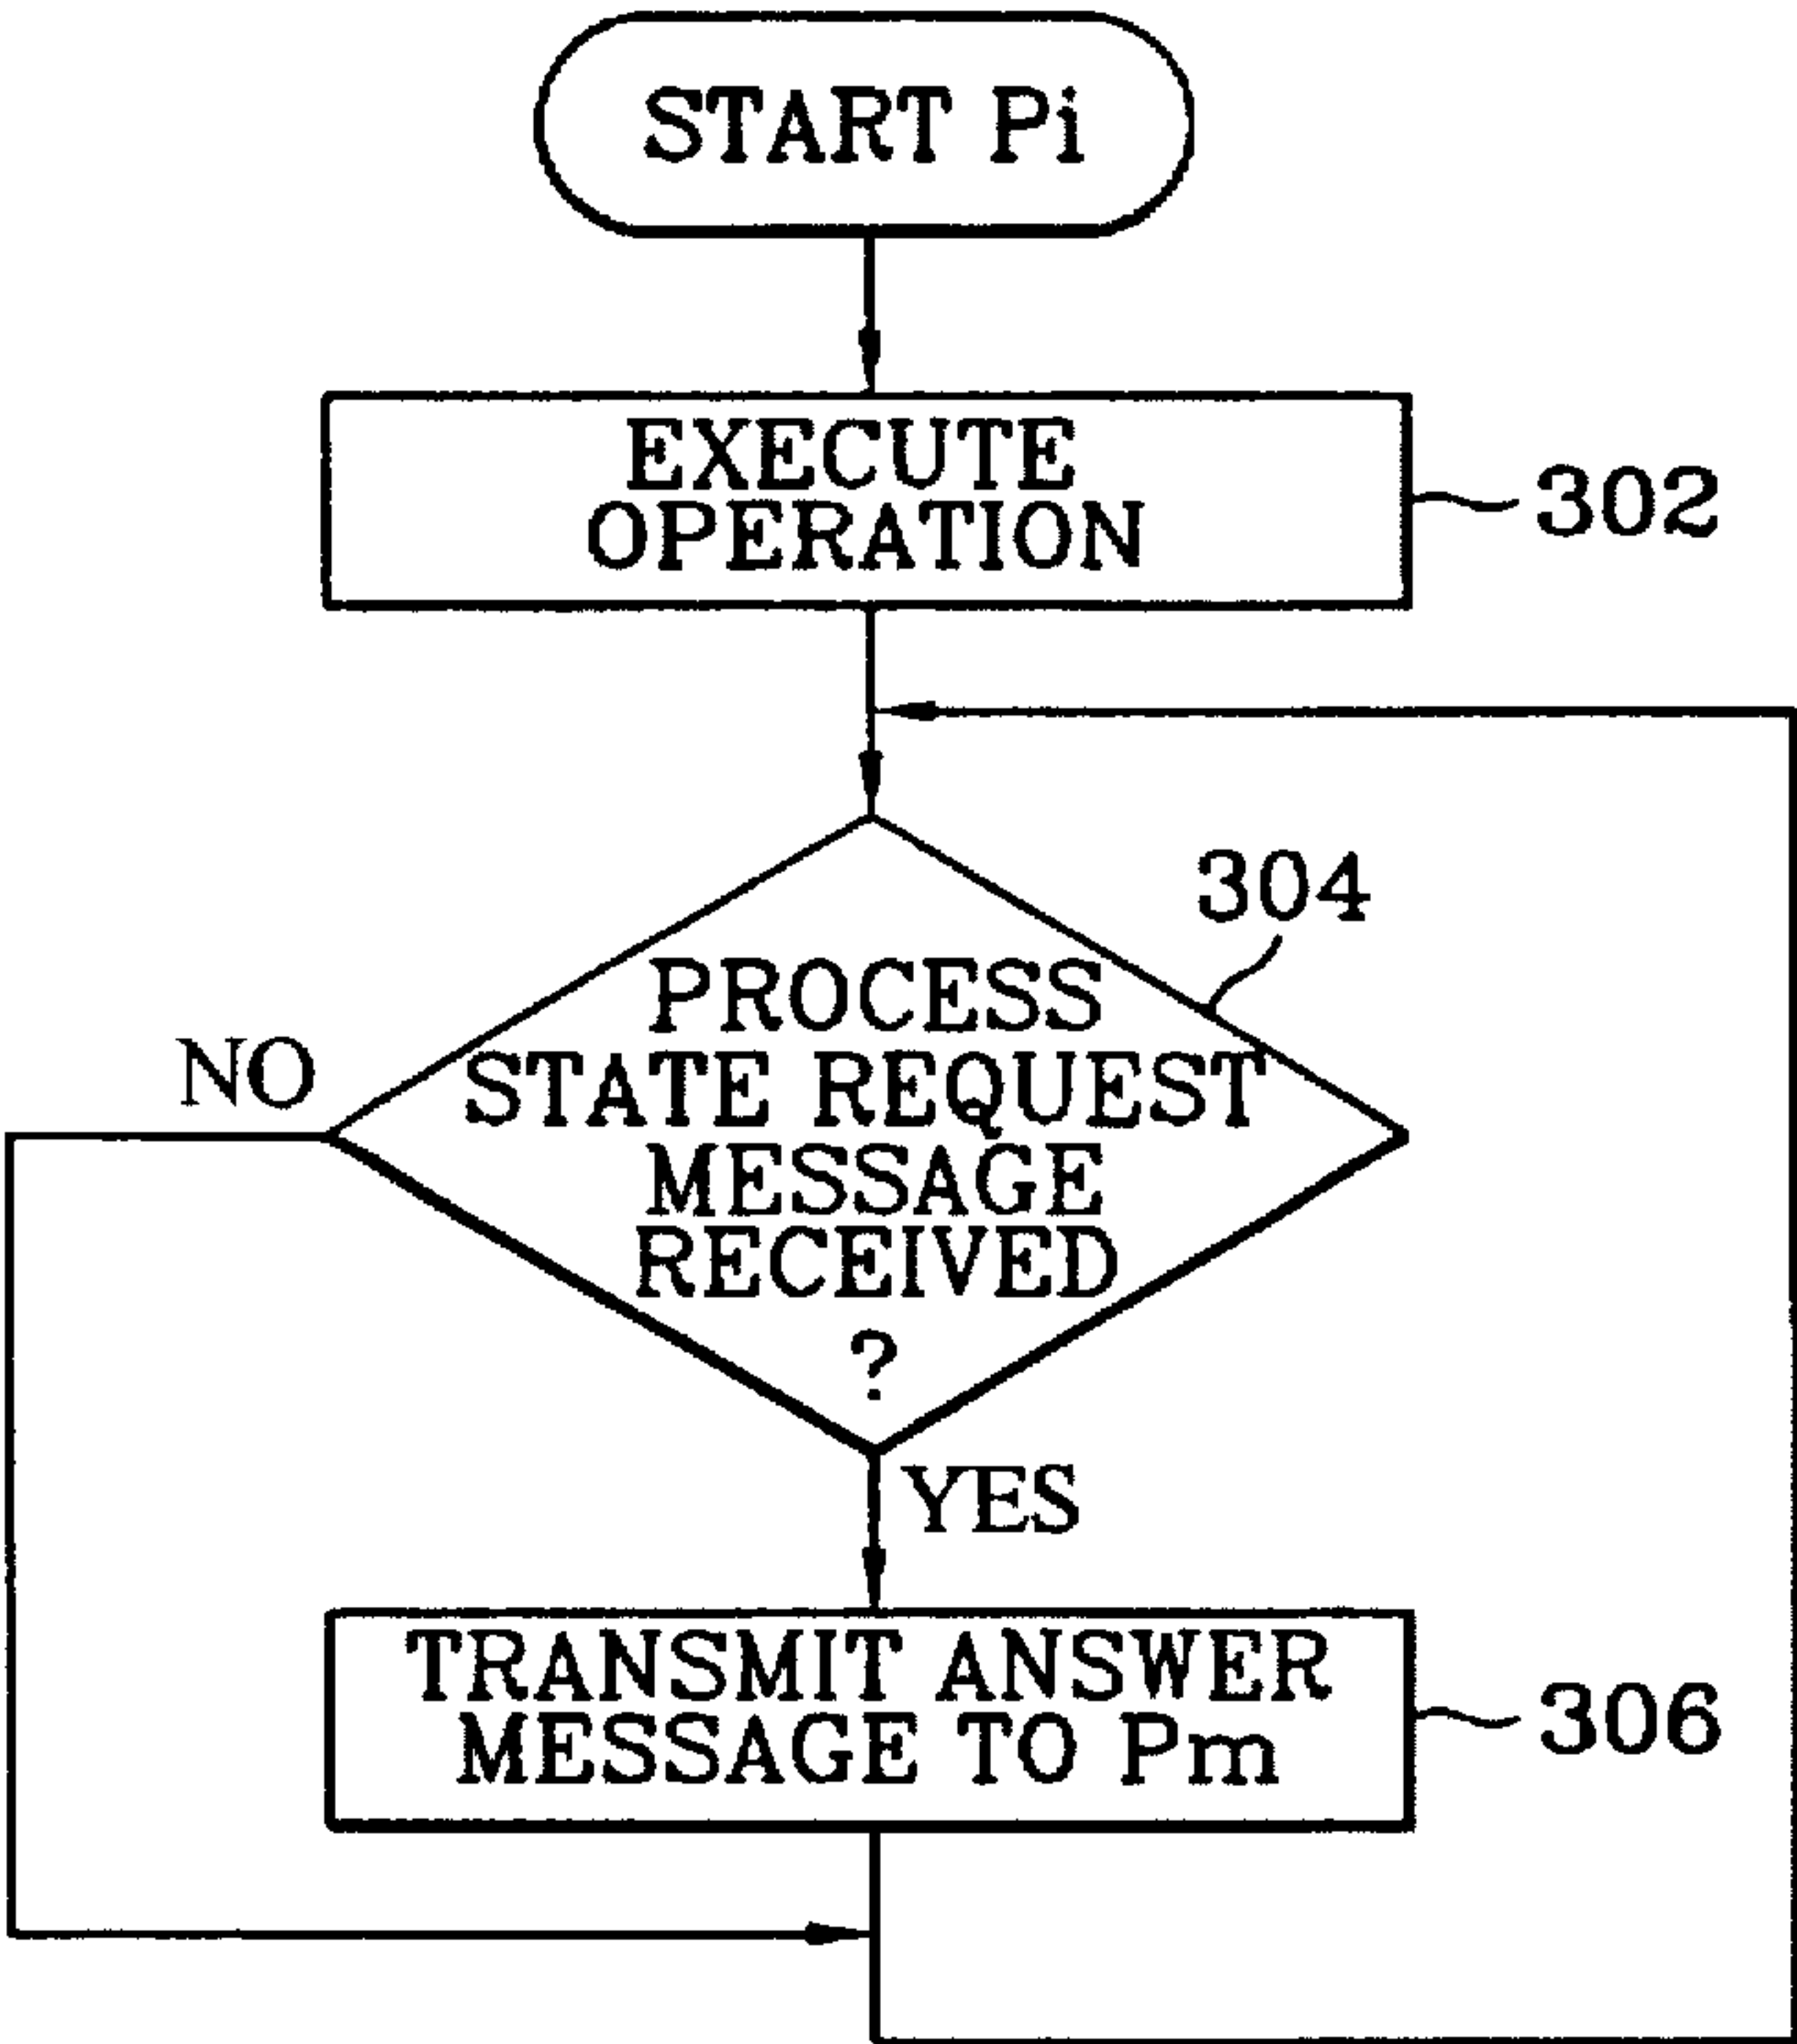 START Pi
EXECUTE
OPERATION
302
304
PROCESS
STATE REQUEST
MESSAGE
RECEIVED
?
NO
YES
TRANSMIT ANSWER
MESSAGE TO Pm
306